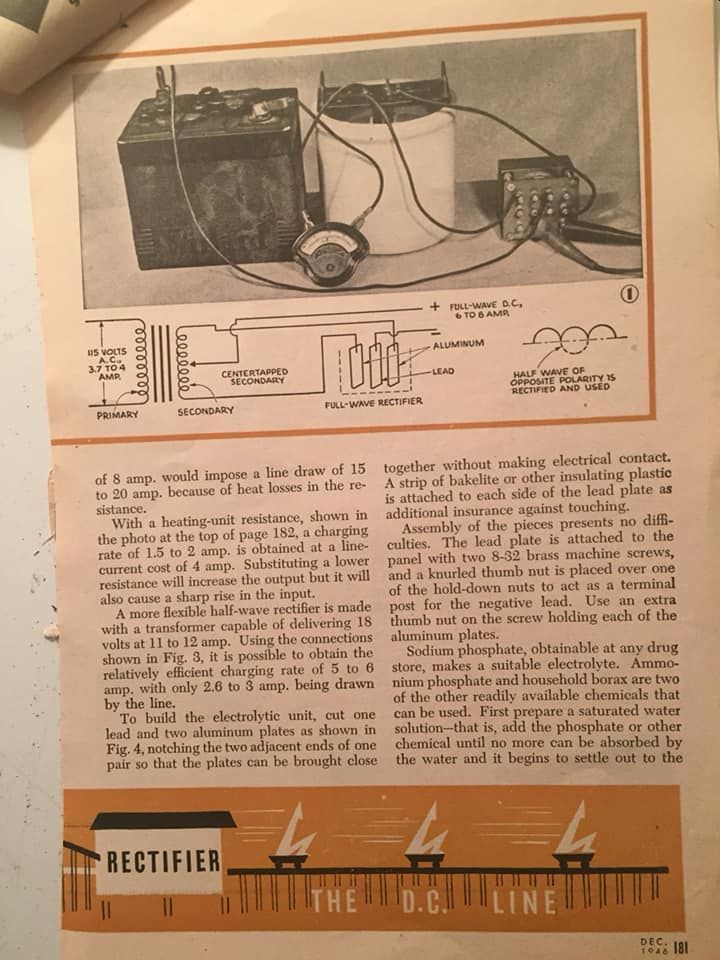 1
+ FULL-WAVE D.C.,
6 TO 8 AMP.
115 VOLTS
A.C.,
3.7 TO 4
AMP.
PRIMARY
SECONDARY
CENTERTAPPED
SECONDARY
ALUMINUM
LEAD
FULL-WAVE RECTIFIER
HALF WAVE OF
OPPOSITE POLARITY IS
RECTIFIED AND USED
of 8 amp. would impose a line draw of 15
to 20 amp. because of heat losses in the re-
sistance.
With a heating-unit resistance, shown in
the photo at the top of page 182, a charging
rate of 1.5 to 2 amp. is obtained at a line-
current cost of 4 amp. Substituting a lower
resistance will increase the output but it will
also cause a sharp rise in the input.
A more flexible half-wave rectifier is made
with a transformer capable of delivering 18
volts at 11 to 12 amp. Using the connections
shown in Fig. 3, it is possible to obtain the
relatively efficient charging rate of 5 to 6
amp. with only 2.6 to 3 amp. being drawn
by the line.
To build the electrolytic unit, cut one
lead and two aluminum plates as shown in
Fig. 4, notching the two adjacent ends of one
pair so that the plates can be brought close
together without making electrical contact.
A strip of bakelite or other insulating plastic
is attached to each side of the lead plate as
additional insurance against touching.
Assembly of the pieces presents no diffi-
culties. The lead plate is attached to the
panel with two 8-32 brass machine screws,
and a knurled thumb nut is placed over one
of the hold-down nuts to act as a terminal
post for the negative lead. Use an extra
thumb nut on the screw holding each of the
aluminum plates.
Sodium phosphate, obtainable at any drug
store, makes a suitable electrolyte. Ammo-
nium phosphate and household borax are two
of the other readily available chemicals that
can be used. First prepare a saturated water
solution—that is, add the phosphate or other
chemical until no more can be absorbed by
the water and it begins to settle out to the
RECTIFIER
THE D.C. LINE
DEC.
1946 181